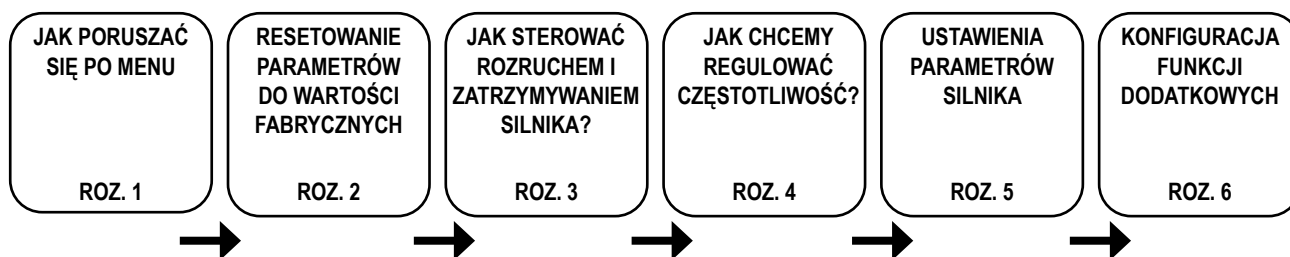 JAK PORUSZAĆ
SIĘ PO MENU
ROZ. 1
RESETOWANIE
PARAMETRÓW
DO WARTOŚCI
FABRYCZNYCH
ROZ. 2
JAK STEROWAĆ
ROZRUCHEM I
ZATRZYMYWANIEM
SILNIKA?
ROZ. 3
JAK CHCEMY
REGULOWAĆ
CZĘSTOTLIWOŚĆ?
ROZ. 4
USTAWIENIA
PARAMETRÓW
SILNIKA
ROZ. 5
KONFIGURACJA
FUNKCJI
DODATKOWYCH
ROZ. 6